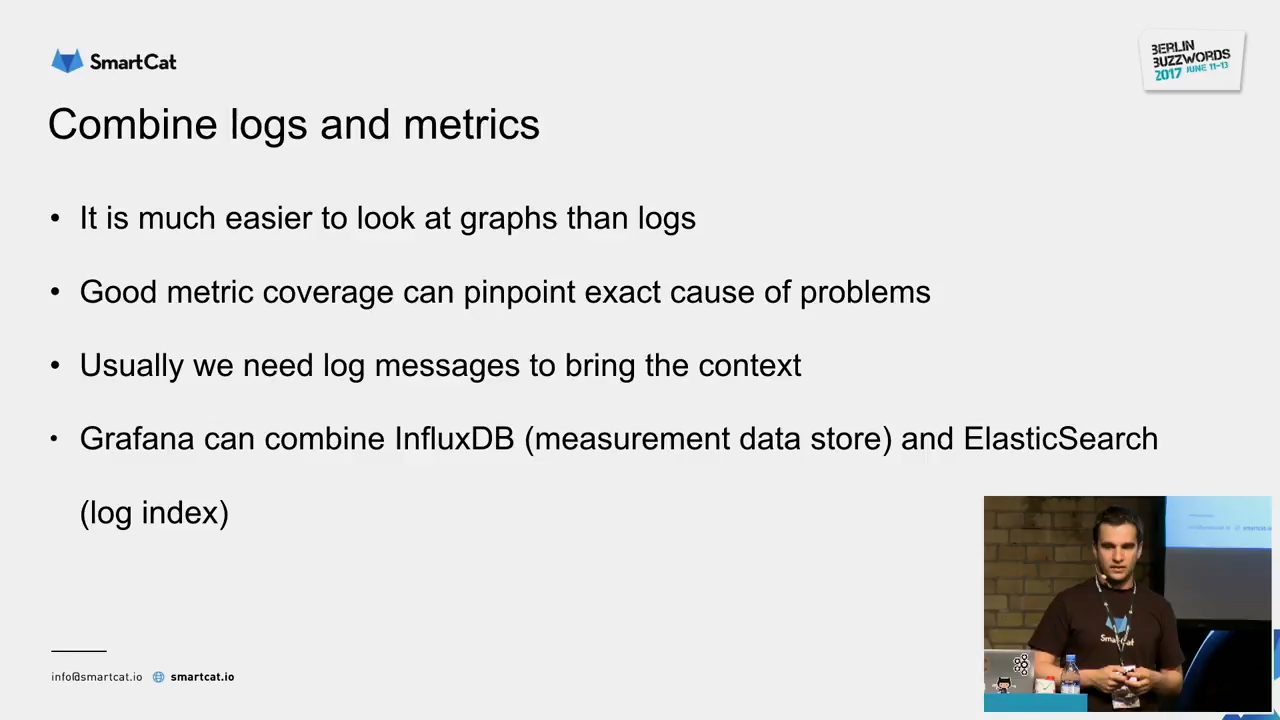 SmartCat
BERLIN
BUZZWORDS
2017 JUNE 11-13
Combine logs and metrics
• It is much easier to look at graphs than logs
• Good metric coverage can pinpoint exact cause of problems
• Usually we need log messages to bring the context
• Grafana can combine InfluxDB (measurement data store) and ElasticSearch
(log index)
info@smartcat.io smartcat.io